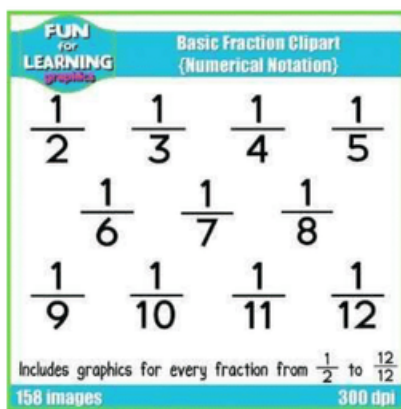 FUN
for
LEARNING
graphics
Basic Fraction Clipart
{Numerical Notation}
1/2 1/3 1/4 1/5
1/6 1/7 1/8
1/9 1/10 1/11 1/12
Includes graphics for every fraction from 1/2 to 12/12
158 images 300 dpi